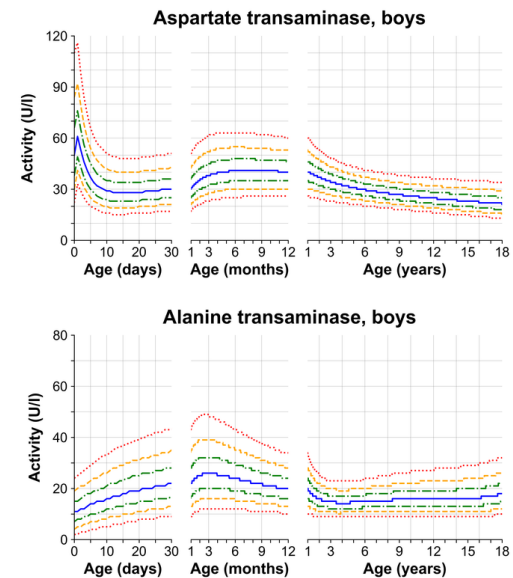 Aspartate transaminase, boys
Activity (U/l)
120
90
60
30
0
0 10 20 30 1 3 6 9 12 1 3 6 9 12 15 18
Age (days) Age (months) Age (years)
Alanine transaminase, boys
Activity (U/l)
80
60
40
20
0
0 10 20 30 1 3 6 9 12 1 3 6 9 12 15 18
Age (days) Age (months) Age (years)